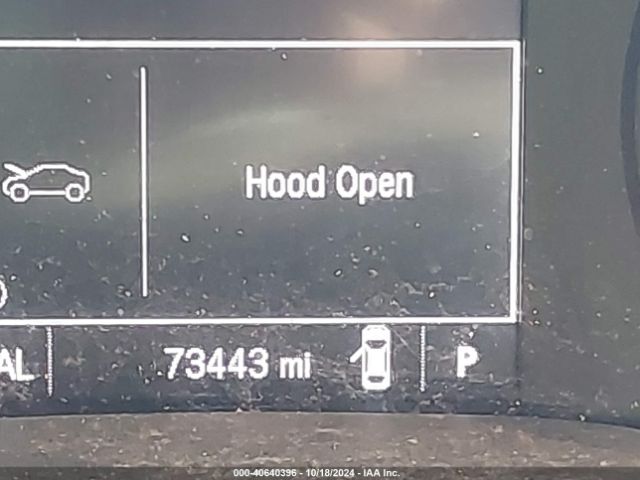 Hood Open
AL
73443 mi
P
000-40640396 - 10/18/2024 - IAA Inc.